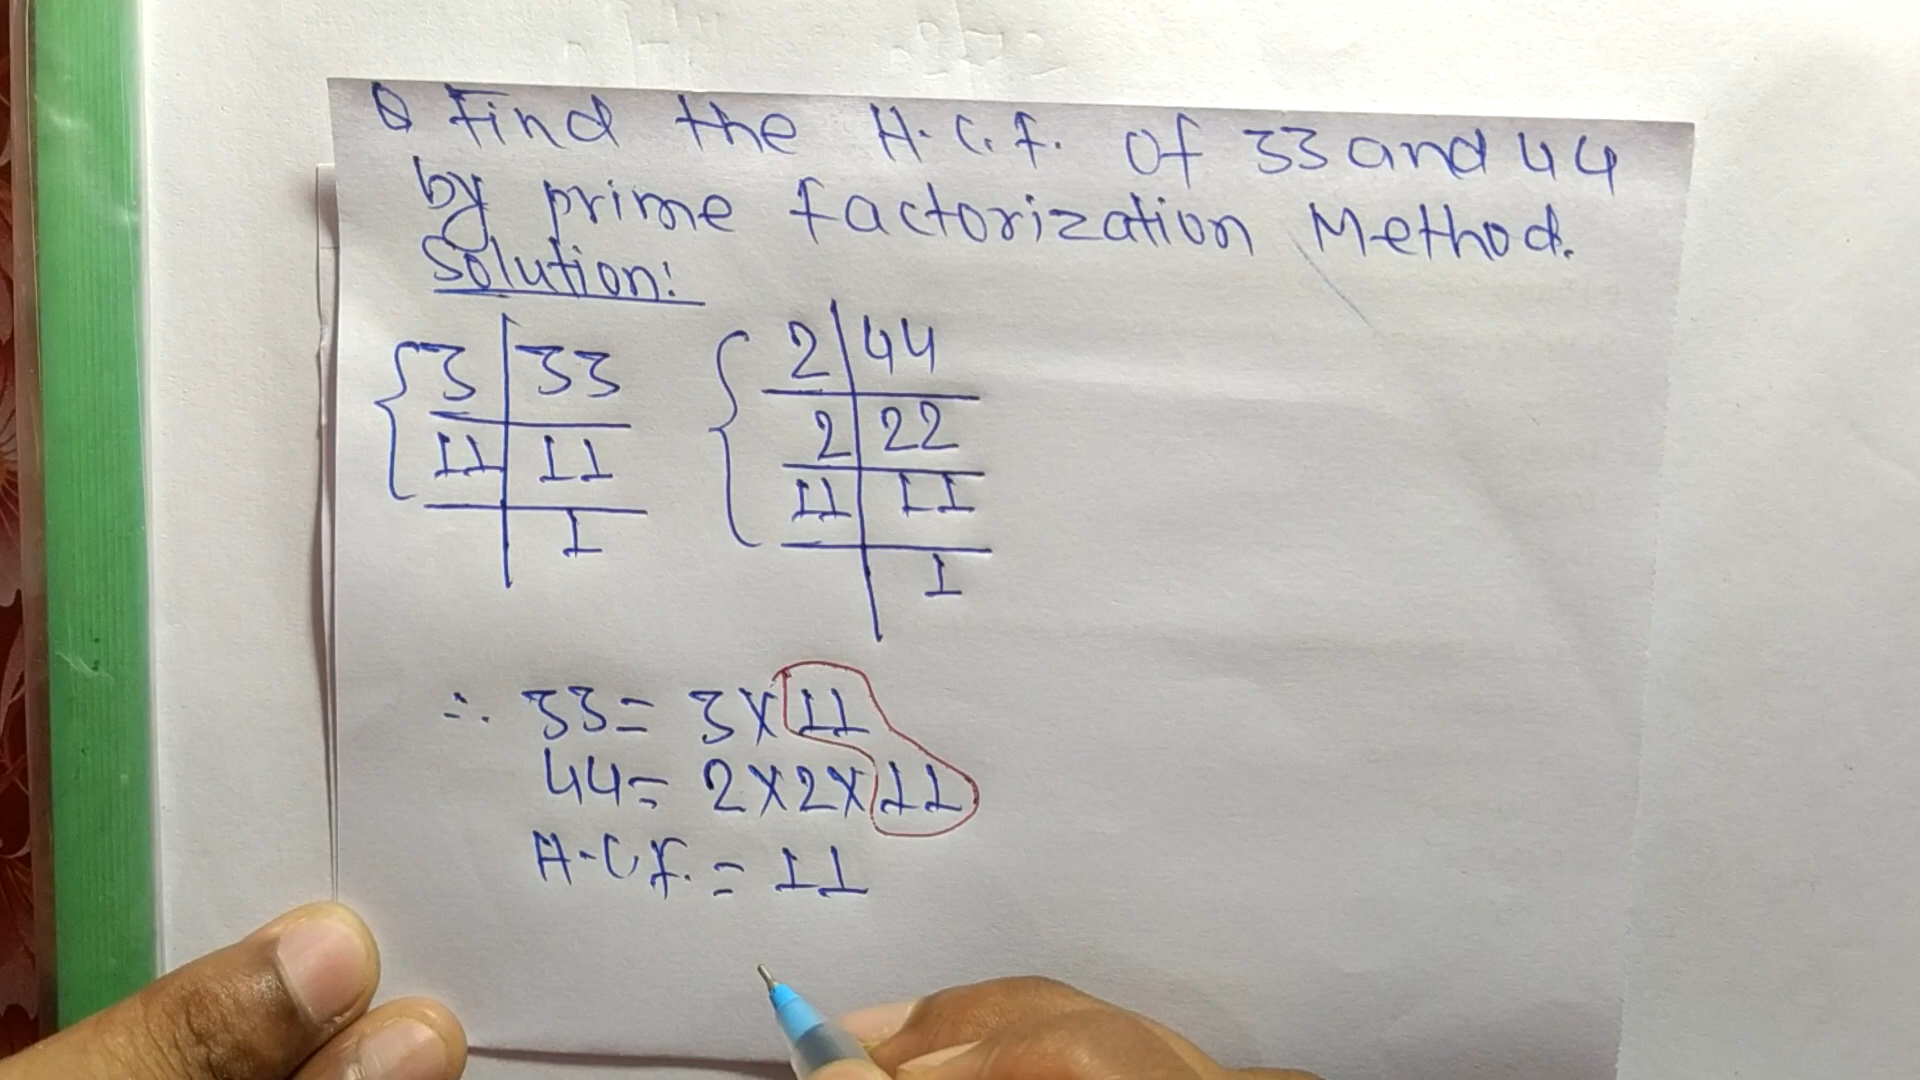 Q Find the H.C.F. of 33 and 44
by prime factorization Method.
Solution:
3 | 33
11 | 11
1
2 | 44
2 | 22
11 | 11
1
∴ 33 = 3×11
44 = 2×2×11
H.C.F. = 11